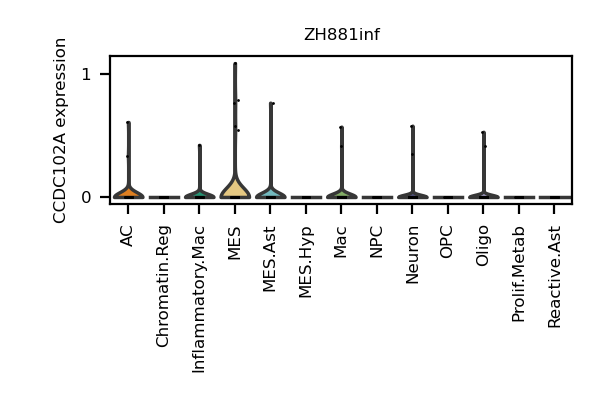 ZH881inf
CCDC102A expression
1
0
AC
Chromatin.Reg
Inflammatory.Mac
MES
MES.Ast
MES.Hyp
Mac
NPC
Neuron
OPC
Oligo
Prolif.Metab
Reactive.Ast